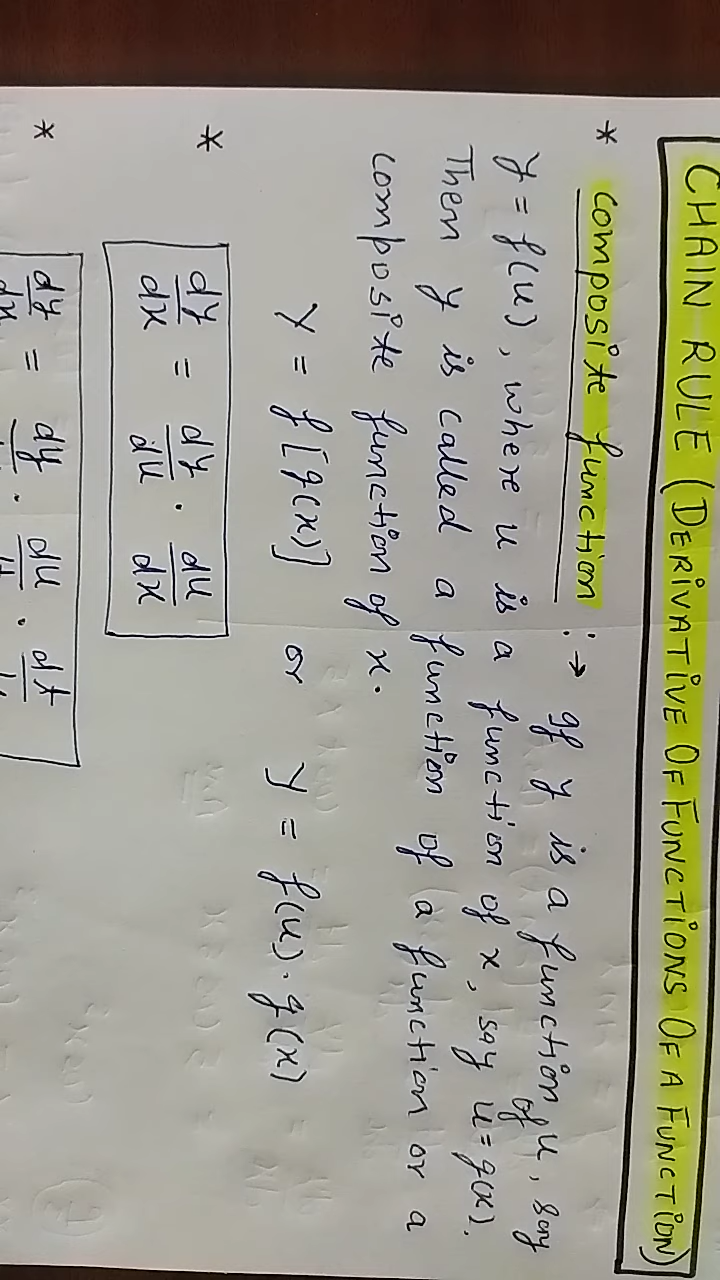 CHAIN RULE (DERIVATIVE OF FUNCTIONS OF A FUNCTION)
* Composite function :→ If y is a function of u, say
y = f(u), where u is a function of x, say u = g(x).
Then y is called a function of a function or a
composite function of x.
y = f[g(x)] or y = f(u)·g(x)
* dy/dx = dy/du · du/dx
* dy/dx = dy/ · du/ · dt/